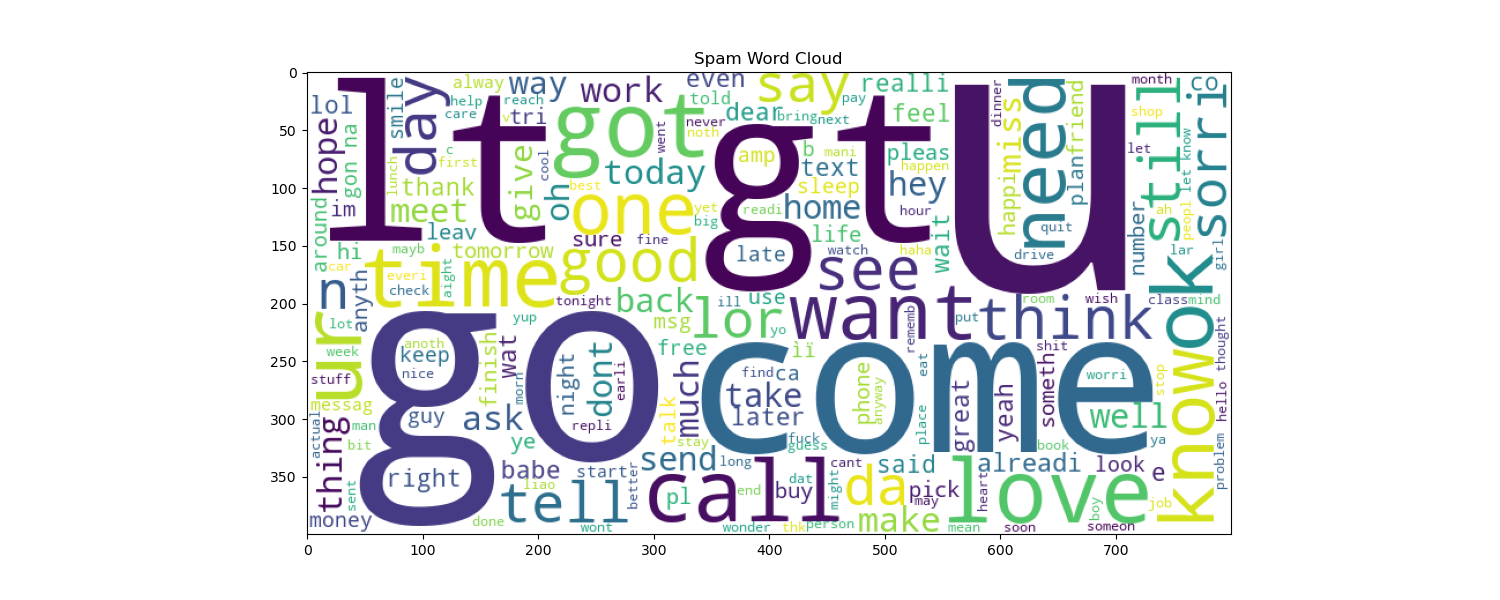 Spam Word Cloud
0
50
100
150
200
250
300
350
0
100
200
300
400
500
600
700
lt
gt
u
go
come
got
need
time
good
one
want
call
love
know
ok
sorri
still
day
say
see
think
da
tell
ur
n
lor
back
take
send
today
work
way
home
hope
lol
smile
alway
help
care
reach
tri
even
told
dear
bring
gnext
never
noth
went
pay
realli
feel
dinner
miss
happi
friend
plan
month
co
shop
let
let know
peopl
ah
lar
girl
gon na
c
first
lunch
thank
meet
im
leav
around
hi
mayb
car
everi
check
aight
tomorrow
give
cool
oh
best
sure
fine
yet
big
readi
amp
b
mani
text
sleep
pleas
happen
hey
hour
life
late
watch
haha
wait
quit
drive
number
anyth
lot
week
stuff
messag
actual
man
bit
thing
sent
money
yup
anoth
keep
nice
guy
right
finish
wat
morn
ask
ye
tonight
msg
ill
use
yo
free
ìï
night
dont
earli
repli
much
talk
stay
find
ca
later
phone
anyway
fuck
guess
rememb
eat
place
put
room
wish
class
mind
shit
someth
worri
stop
hello
thought
great
yeah
well
ya
book
problem
babe
starter
liao
better
done
wont
long
pl
end
buy
cant
dat
might
said
pick
may
make
wonder
thk
person
alreadi
heart
look
e
mean
soon
boy
someon
job